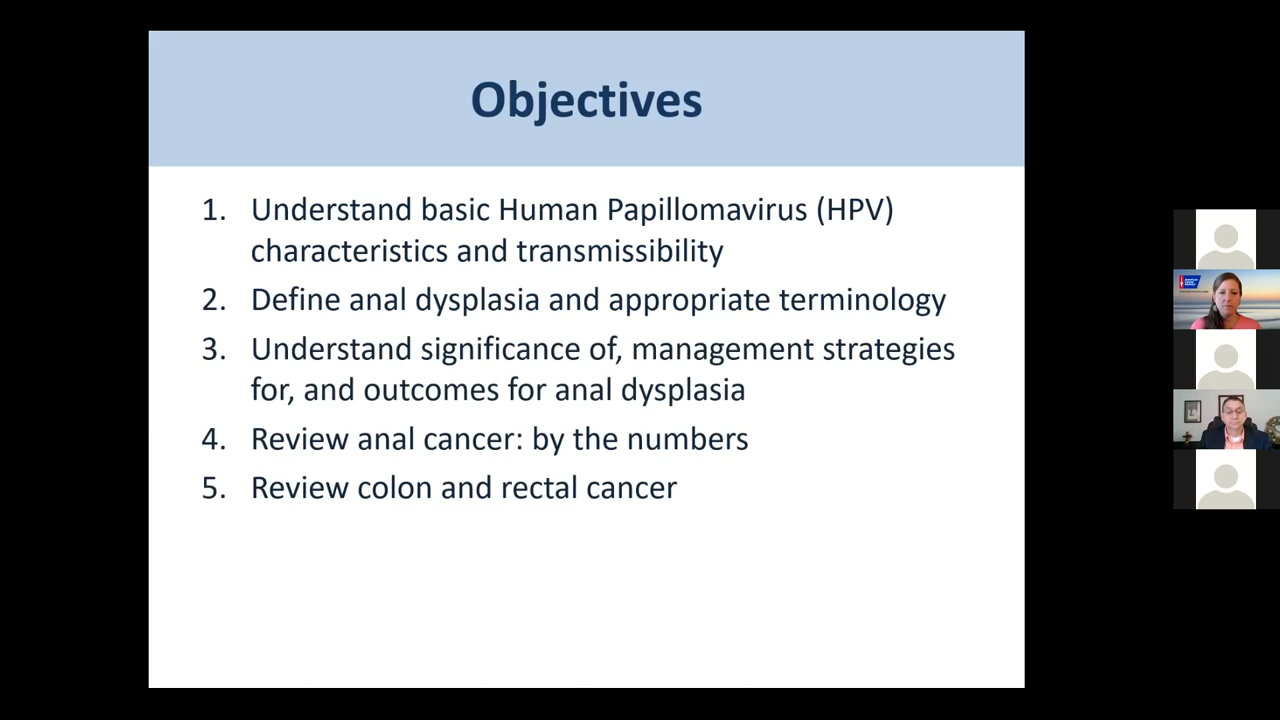 Objectives
1. Understand basic Human Papillomavirus (HPV)
characteristics and transmissibility
2. Define anal dysplasia and appropriate terminology
3. Understand significance of, management strategies
for, and outcomes for anal dysplasia
4. Review anal cancer: by the numbers
5. Review colon and rectal cancer